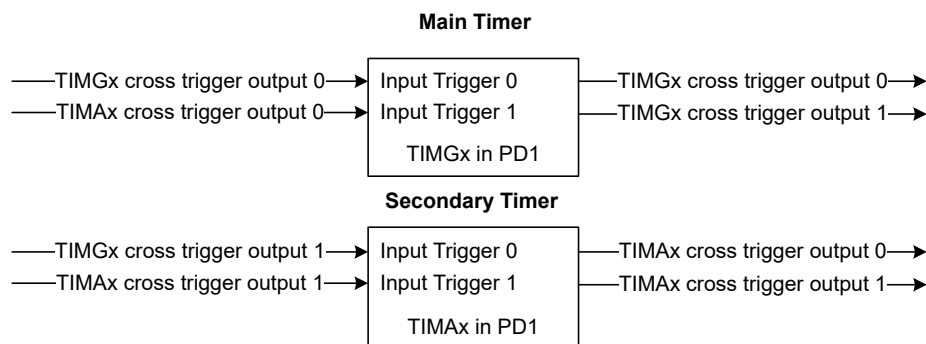 Main Timer
TIMGx cross trigger output 0 Input Trigger 0 TIMGx cross trigger output 0
TIMAx cross trigger output 0 Input Trigger 1 TIMGx cross trigger output 1
TIMGx in PD1
Secondary Timer
TIMGx cross trigger output 1 Input Trigger 0 TIMAx cross trigger output 0
TIMAx cross trigger output 1 Input Trigger 1 TIMAx cross trigger output 1
TIMAx in PD1